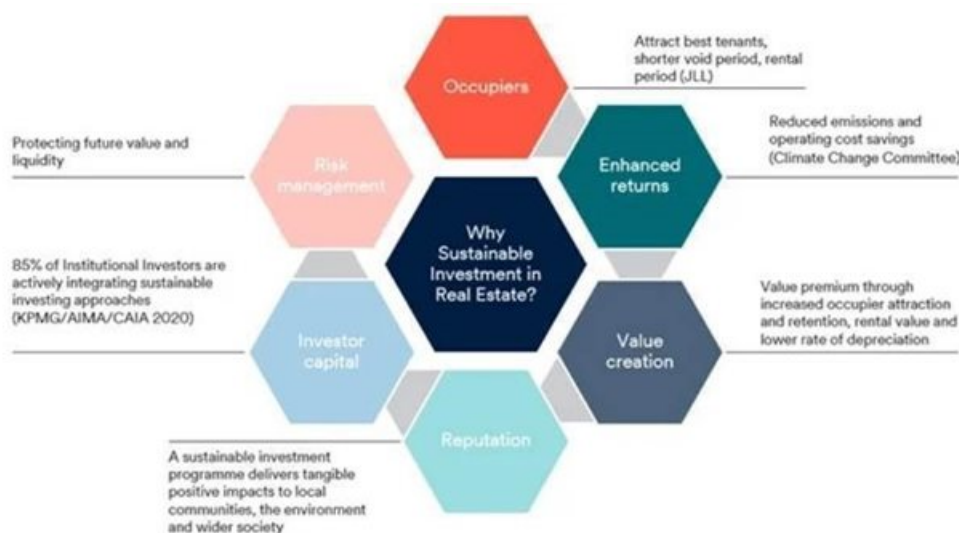 Occupiers
Attract best tenants,
shorter void period, rental
period (JLL)
Protecting future value and
liquidity
Risk
management
Enhanced
returns
Reduced emissions and
operating cost savings
(Climate Change Committee)
Why
Sustainable
Investment in
Real Estate?
85% of Institutional Investors are
actively integrating sustainable
investing approaches
(KPMG/AIMA/CAIA 2020)
Investor
capital
Value
creation
Value premium through
increased occupier attraction
and retention, rental value and
lower rate of depreciation
Reputation
A sustainable investment
programme delivers tangible
positive impacts to local
communities, the environment
and wider society